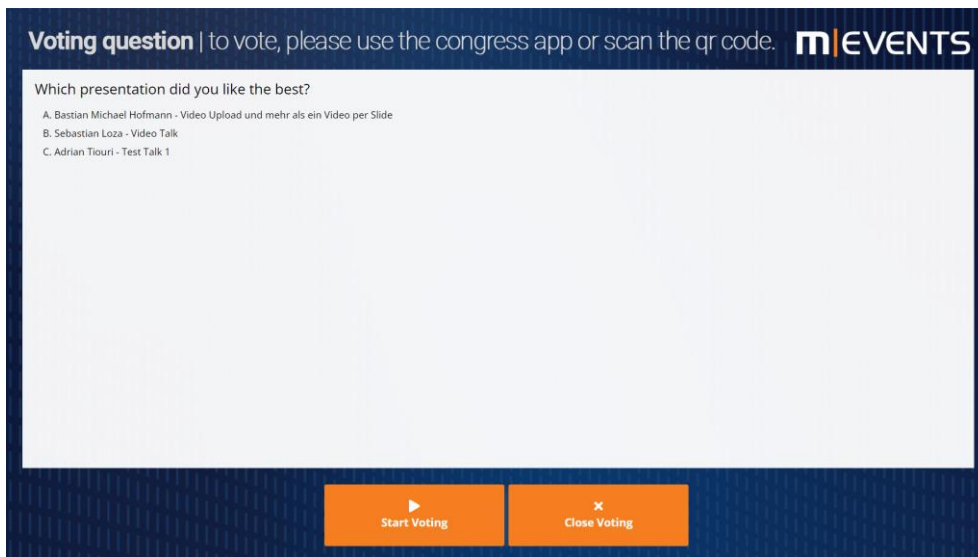 Voting question | to vote, please use the congress app or scan the qr code. m|EVENTS
Which presentation did you like the best?
A. Bastian Michael Hofmann - Video Upload und mehr als ein Video per Slide
B. Sebastian Loza - Video Talk
C. Adrian Tiouri - Test Talk 1
Start Voting
Close Voting